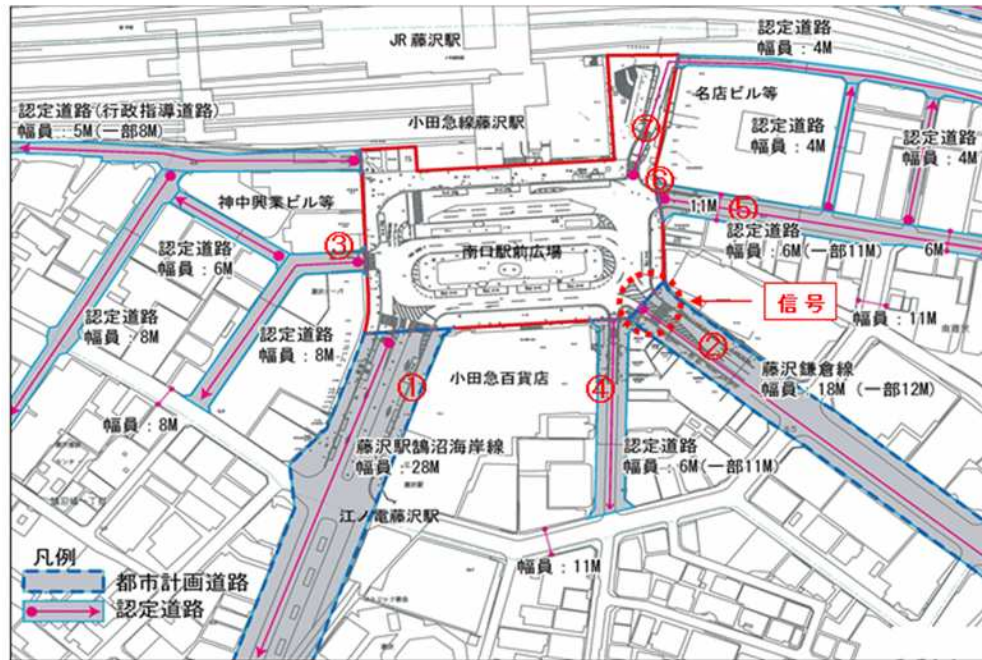 JR 藤沢駅
認定道路
幅員：4M
認定道路(行政指導道路)
幅員：5M(一部8M)
小田急線藤沢駅
名店ビル等
認定道路
幅員：4M
認定道路
幅員：4M
⑦
⑥
神中興業ビル等
③
11M
⑤
認定道路
幅員：6M(一部11M)
6M
認定道路
幅員：6M
南口駅前広場
信号
認定道路
幅員：8M
認定道路
幅員：8M
幅員：11M
①
小田急百貨店
④
②
藤沢鎌倉線
幅員：18M (一部12M)
幅員：8M
藤沢駅鵠沼海岸線
幅員：28M
認定道路
幅員：6M(一部11M)
江ノ電藤沢駅
幅員：11M
凡例
都市計画道路
認定道路